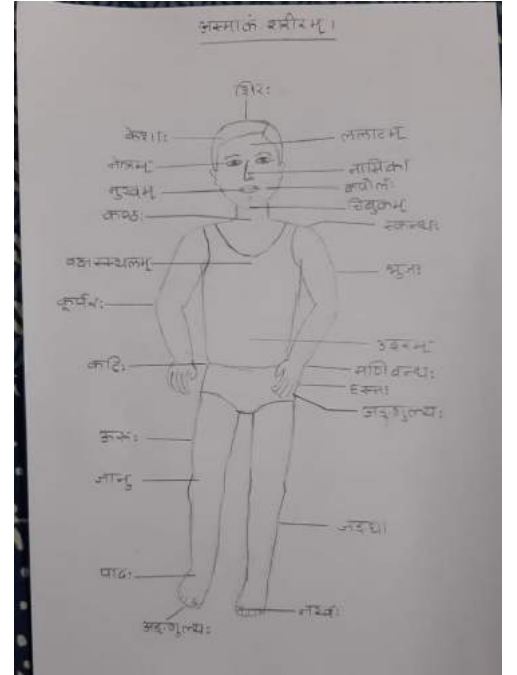 अस्माकं शरीरम् ।
शिरः
केशाः
ललाटम्
नेत्रम्
नासिका
मुखम्
कपोलः
चिबुकम्
कण्ठः
स्कन्धः
वक्षस्स्थलम्
भुजः
कूर्परः
उदरम्
कटिः
मणिबन्धः
हस्तः
अङ्गुल्यः
ऊरुः
जानु
जङ्घा
पादः
नखः
अङ्गुल्यः